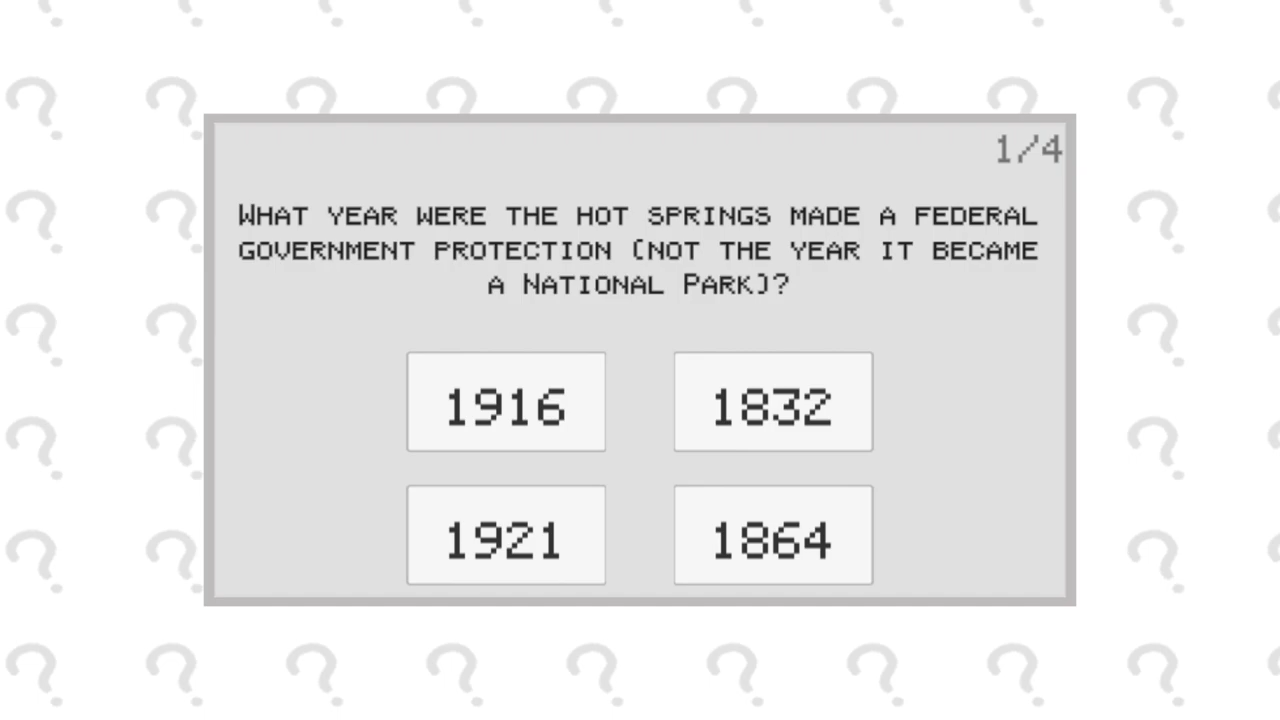 1/4
What year were the hot springs made a federal
government protection (not the year it became
a National Park)?
1916
1832
1921
1864